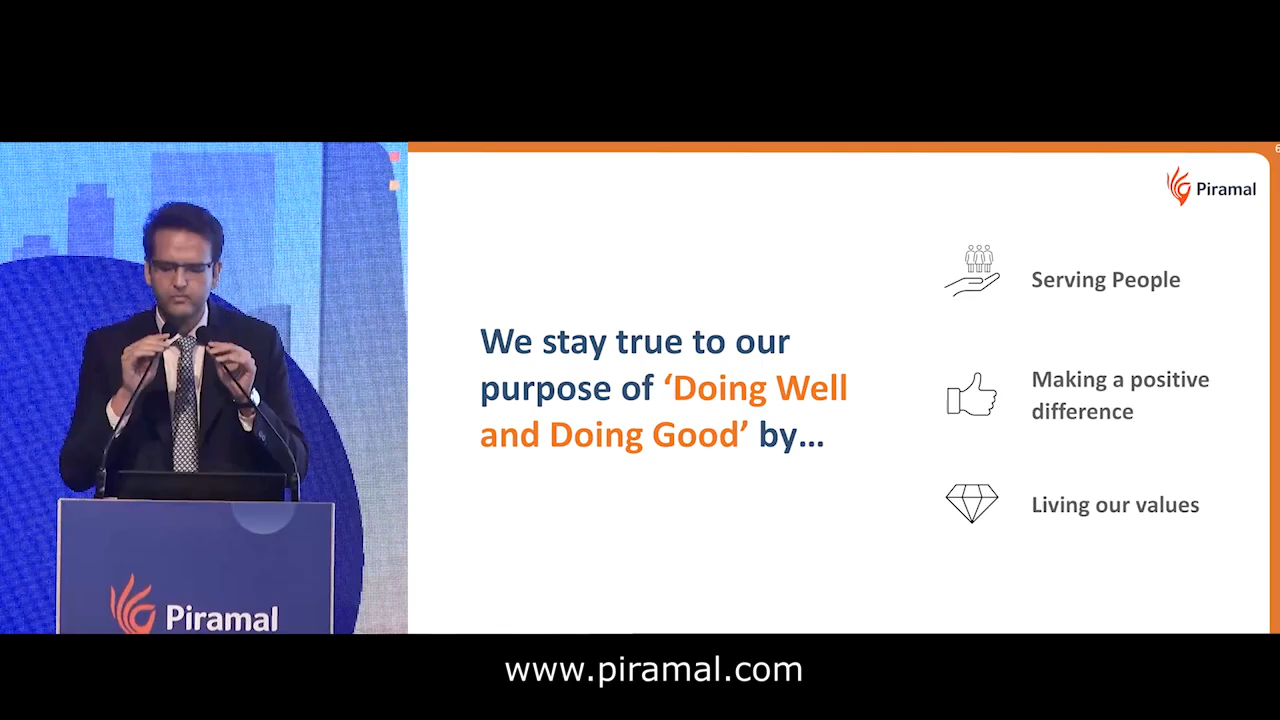 Piramal
Serving People
We stay true to our
purpose of ‘Doing Well
and Doing Good’ by...
Making a positive
difference
Living our values
Piramal
www.piramal.com